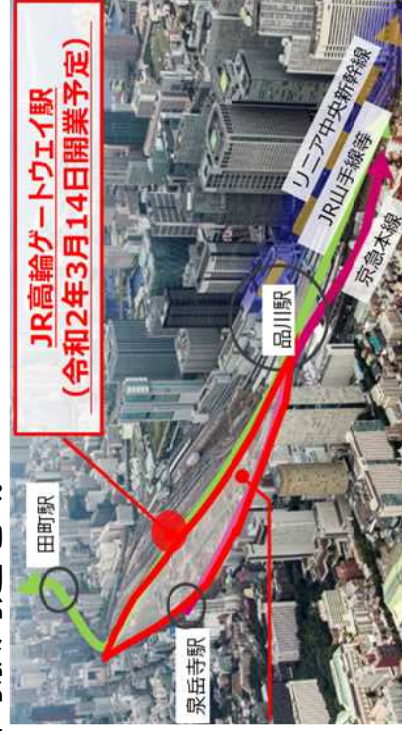 JR高輪ゲートウェイ駅
（令和2年3月14日開業予定）
田町駅
品川駅
泉岳寺駅
リニア中央新幹線
JR山手線等
京急本線